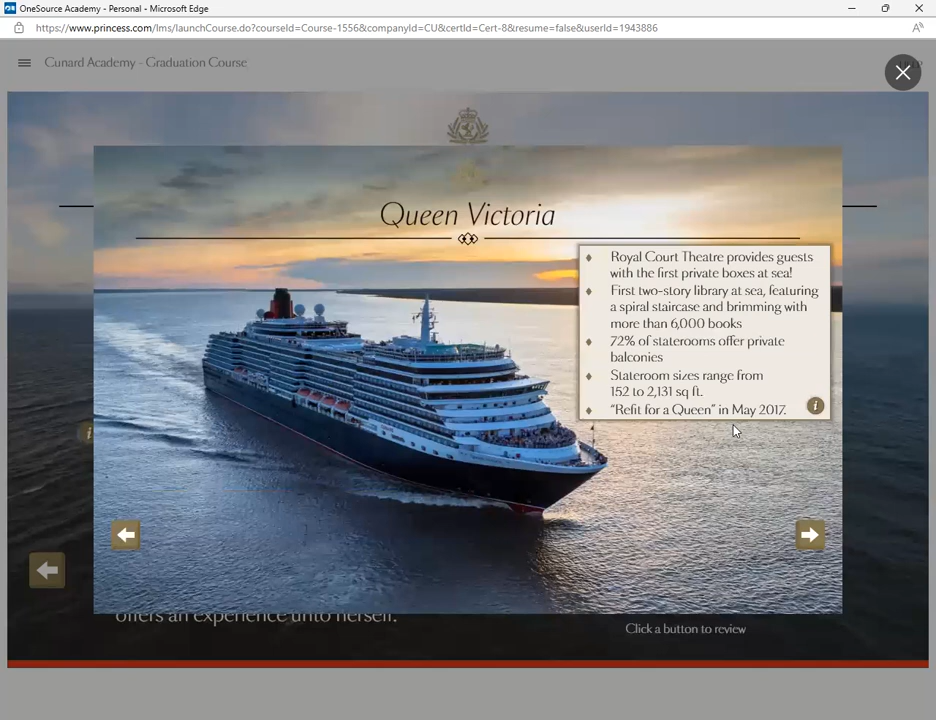 OneSource Academy - Personal - Microsoft Edge
https://www.princess.com/lms/launchCourse.do?courseId=Course-1556&companyId=CU&certId=Cert-8&resume=false&userId=1943886
Cunard Academy - Graduation Course
Queen Victoria
Royal Court Theatre provides guests
with the first private boxes at sea!
First two-story library at sea, featuring
a spiral staircase and brimming with
more than 6,000 books
72% of staterooms offer private
balconies
Stateroom sizes range from
152 to 2,131 sq ft.
"Refit for a Queen" in May 2017.
offers an experience unto herself.
Click a button to review